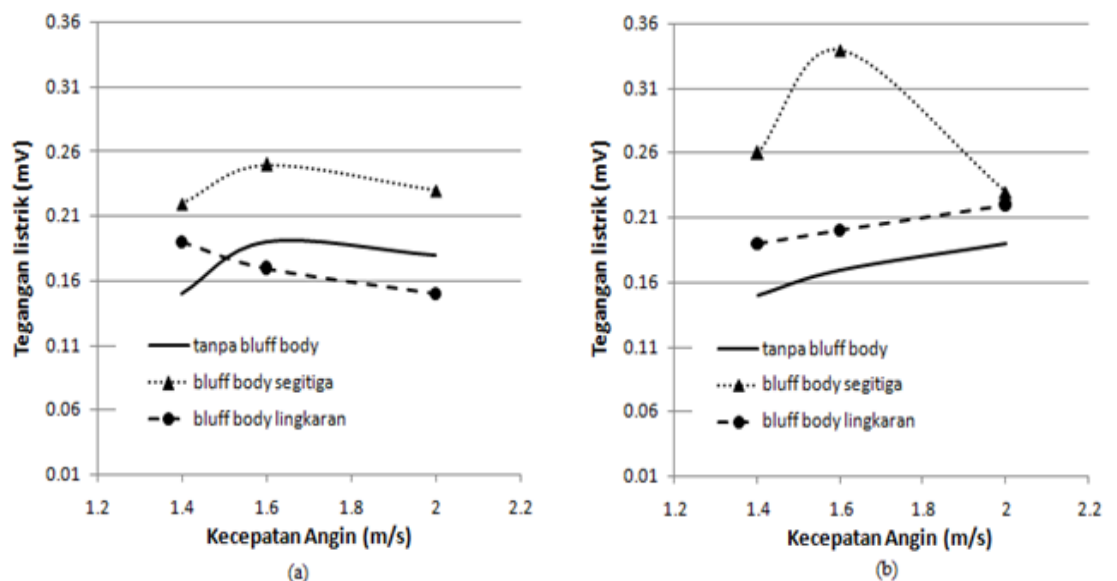 0.36
0.31
0.26
0.21
0.16
0.11
0.06
0.01
Tegangan listrik (mV)
tanpa bluff body
bluff body segitiga
bluff body lingkaran
1.2 1.4 1.6 1.8 2 2.2
Kecepatan Angin (m/s)
(a)
0.36
0.31
0.26
0.21
0.16
0.11
0.06
0.01
Tegangan listrik (mV)
tanpa bluff body
bluff body segitiga
bluff body lingkaran
1.2 1.4 1.6 1.8 2 2.2
Kecepatan Angin (m/s)
(b)